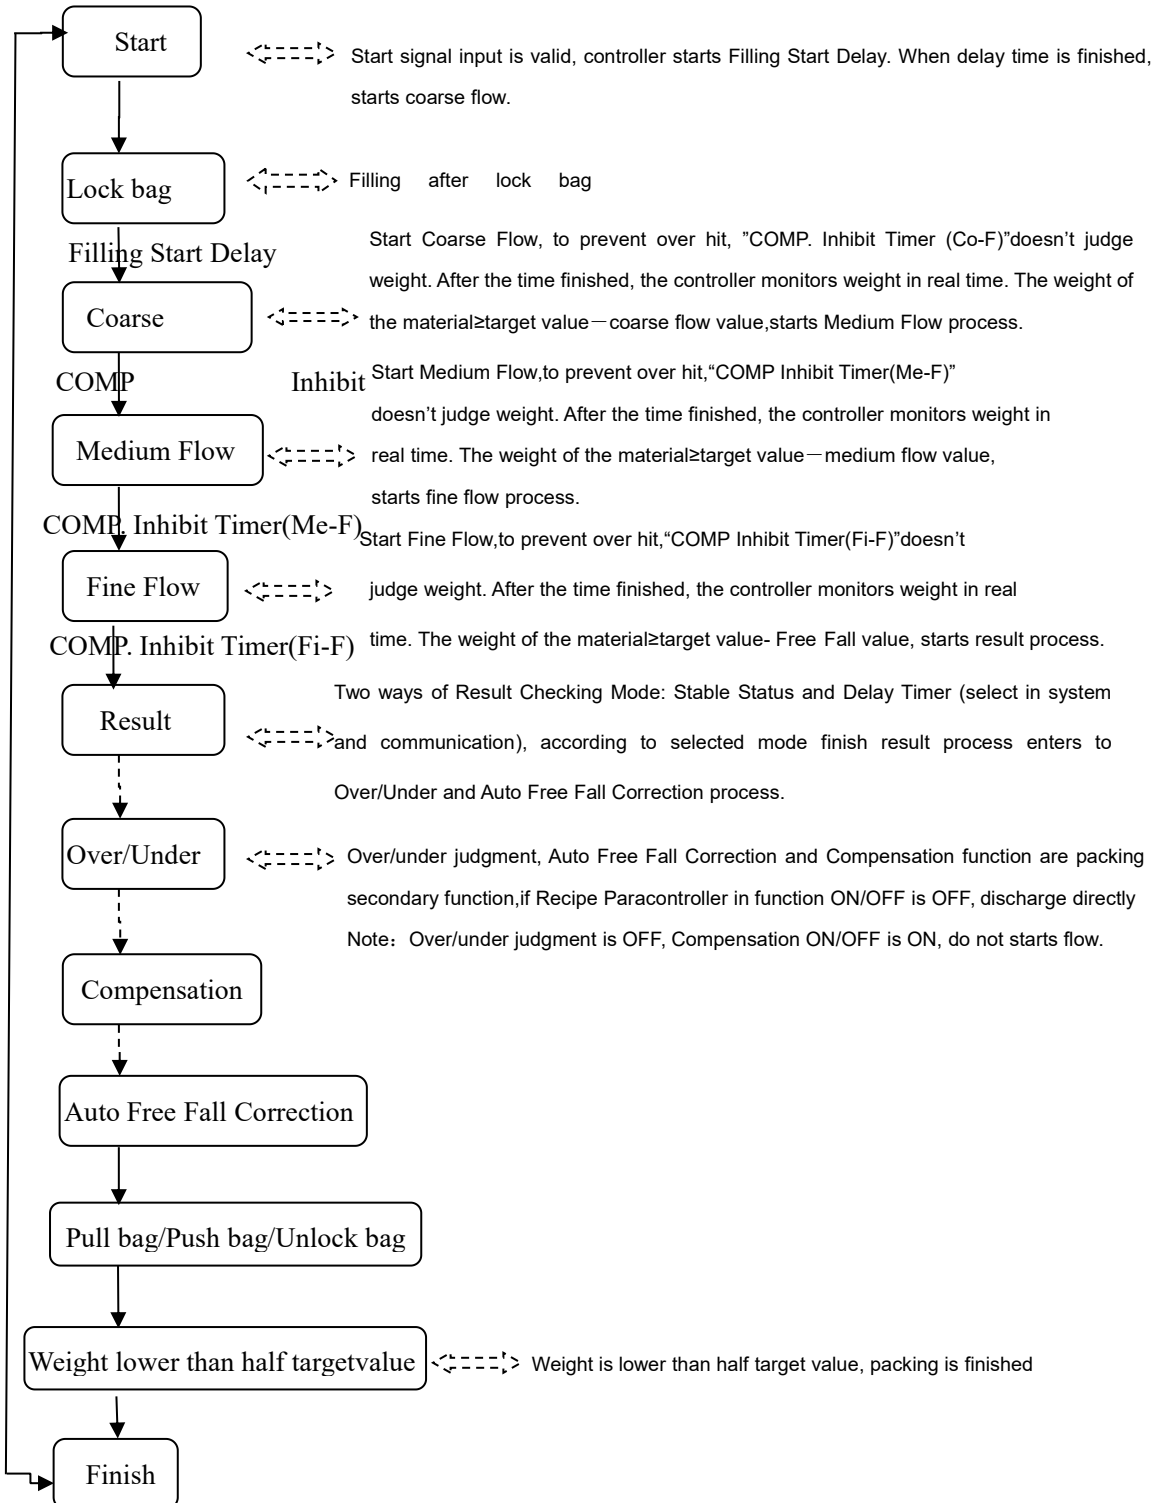 Start
Start signal input is valid, controller starts Filling Start Delay. When delay time is finished,
starts coarse flow.
Lock bag
Filling after lock bag
Filling Start Delay
Start Coarse Flow, to prevent over hit, ”COMP. Inhibit Timer (Co-F)”doesn’t judge
weight. After the time finished, the controller monitors weight in real time. The weight of
the material≥target value－coarse flow value,starts Medium Flow process.
Coarse
COMP Inhibit
Start Medium Flow,to prevent over hit,“COMP Inhibit Timer(Me-F)”
doesn’t judge weight. After the time finished, the controller monitors weight in
real time. The weight of the material≥target value－medium flow value,
starts fine flow process.
Medium Flow
COMP. Inhibit Timer(Me-F)
Start Fine Flow,to prevent over hit,“COMP Inhibit Timer(Fi-F)”doesn’t
judge weight. After the time finished, the controller monitors weight in real
time. The weight of the material≥target value- Free Fall value, starts result process.
Fine Flow
COMP. Inhibit Timer(Fi-F)
Two ways of Result Checking Mode: Stable Status and Delay Timer (select in system
and communication), according to selected mode finish result process enters to
Over/Under and Auto Free Fall Correction process.
Result
Over/Under
Over/under judgment, Auto Free Fall Correction and Compensation function are packing
secondary function,if Recipe Paracontroller in function ON/OFF is OFF, discharge directly
Note：Over/under judgment is OFF, Compensation ON/OFF is ON, do not starts flow.
Compensation
Auto Free Fall Correction
Pull bag/Push bag/Unlock bag
Weight lower than half targetvalue
Weight is lower than half target value, packing is finished
Finish